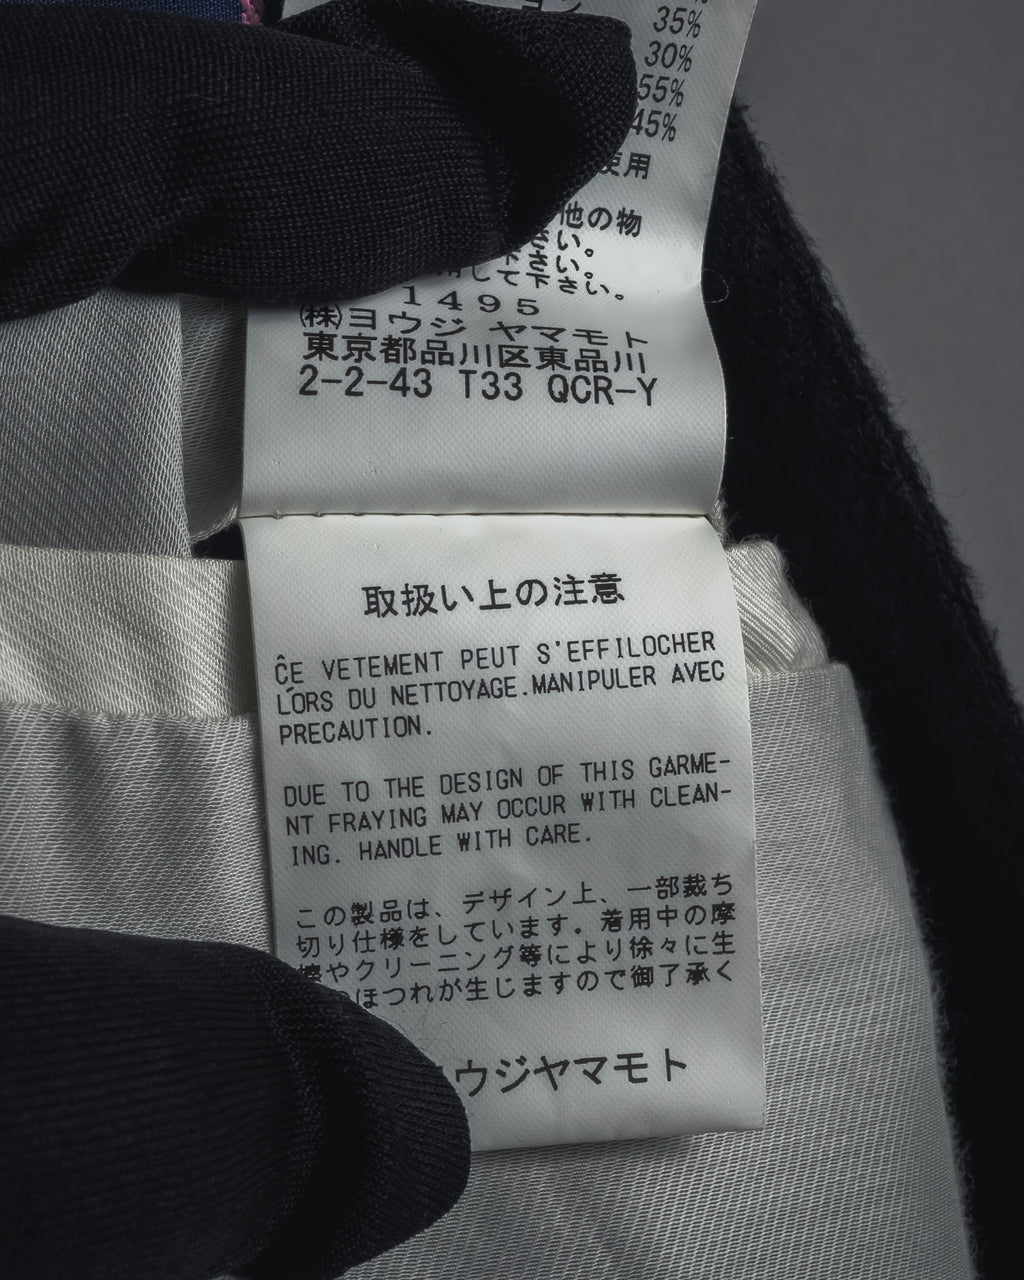 35%
30%
55%
45%
使用
他の物
さい。
下さい。
用して下さい。
1495
㈱ヨウジ ヤマモト
東京都品川区東品川
2-2-43 T33 QCR-Y
取扱い上の注意
CE VETEMENT PEUT S'EFFILOCHER
LORS DU NETTOYAGE.MANIPULER AVEC
PRECAUTION.
DUE TO THE DESIGN OF THIS GARME-
NT FRAYING MAY OCCUR WITH CLEAN-
ING. HANDLE WITH CARE.
この製品は、デザイン上、一部裁ち
切り仕様をしています。着用中の摩
擦やクリーニング等により徐々に生
ほつれが生じますので御了承く
ウジヤマモト